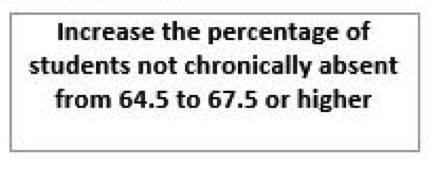 Increase the percentage of
students not chronically absent
from 64.5 to 67.5 or higher